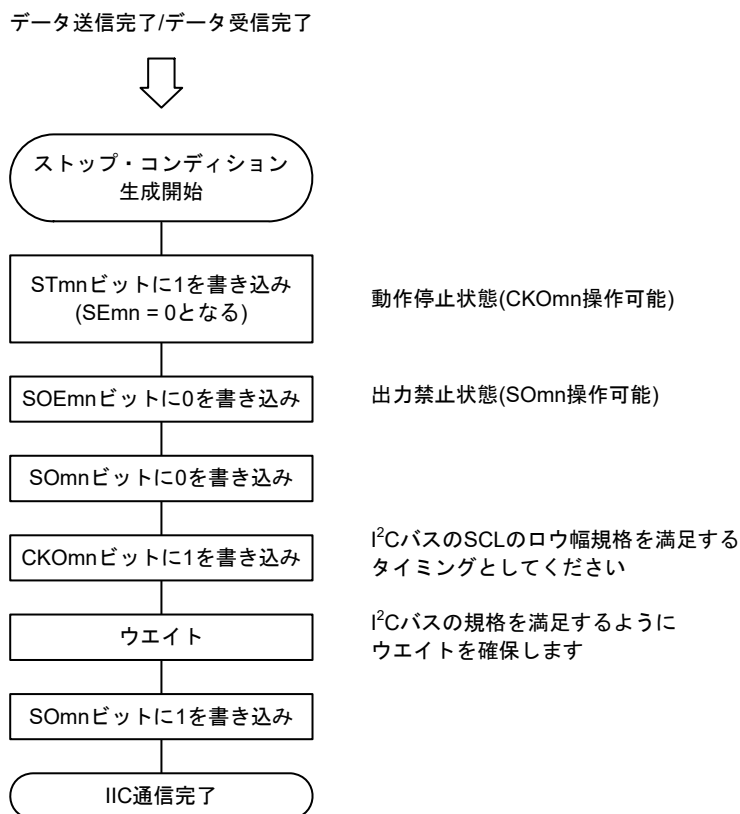 データ送信完了/データ受信完了
ストップ・コンディション
生成開始
STmnビットに1を書き込み
(SEmn = 0となる)
動作停止状態(CKOmn操作可能)
SOEmnビットに0を書き込み
出力禁止状態(SOmn操作可能)
SOmnビットに0を書き込み
CKOmnビットに1を書き込み
I²CバスのSCLのロウ幅規格を満足する
タイミングとしてください
ウエイト
I²Cバスの規格を満足するように
ウエイトを確保します
SOmnビットに1を書き込み
IIC通信完了